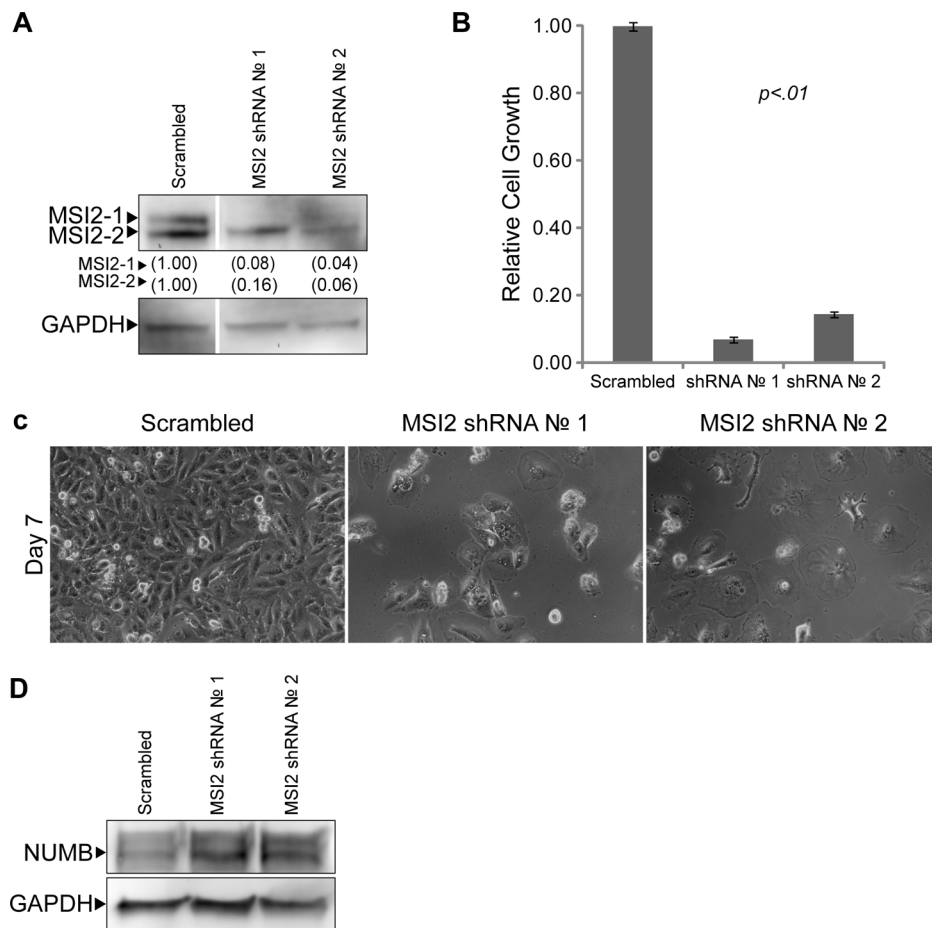 A
Scrambled
MSI2 shRNA № 1
MSI2 shRNA № 2
MSI2-1
MSI2-2
MSI2-1 (1.00) (0.08) (0.04)
MSI2-2 (1.00) (0.16) (0.06)
GAPDH
B
Relative Cell Growth
1.00
0.80
0.60
0.40
0.20
0.00
p<.01
Scrambled shRNA № 1 shRNA № 2
c
Scrambled MSI2 shRNA № 1 MSI2 shRNA № 2
Day 7
D
Scrambled
MSI2 shRNA № 1
MSI2 shRNA № 2
NUMB
GAPDH